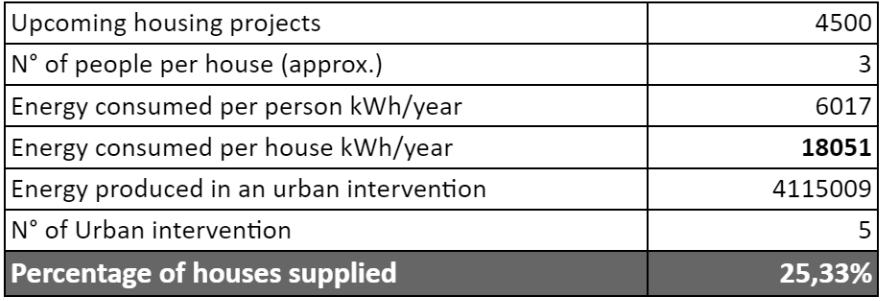 Upcoming housing projects 4500
N° of people per house (approx.) 3
Energy consumed per person kWh/year 6017
Energy consumed per house kWh/year 18051
Energy produced in an urban intervention 4115009
N° of Urban intervention 5
Percentage of houses supplied 25,33%